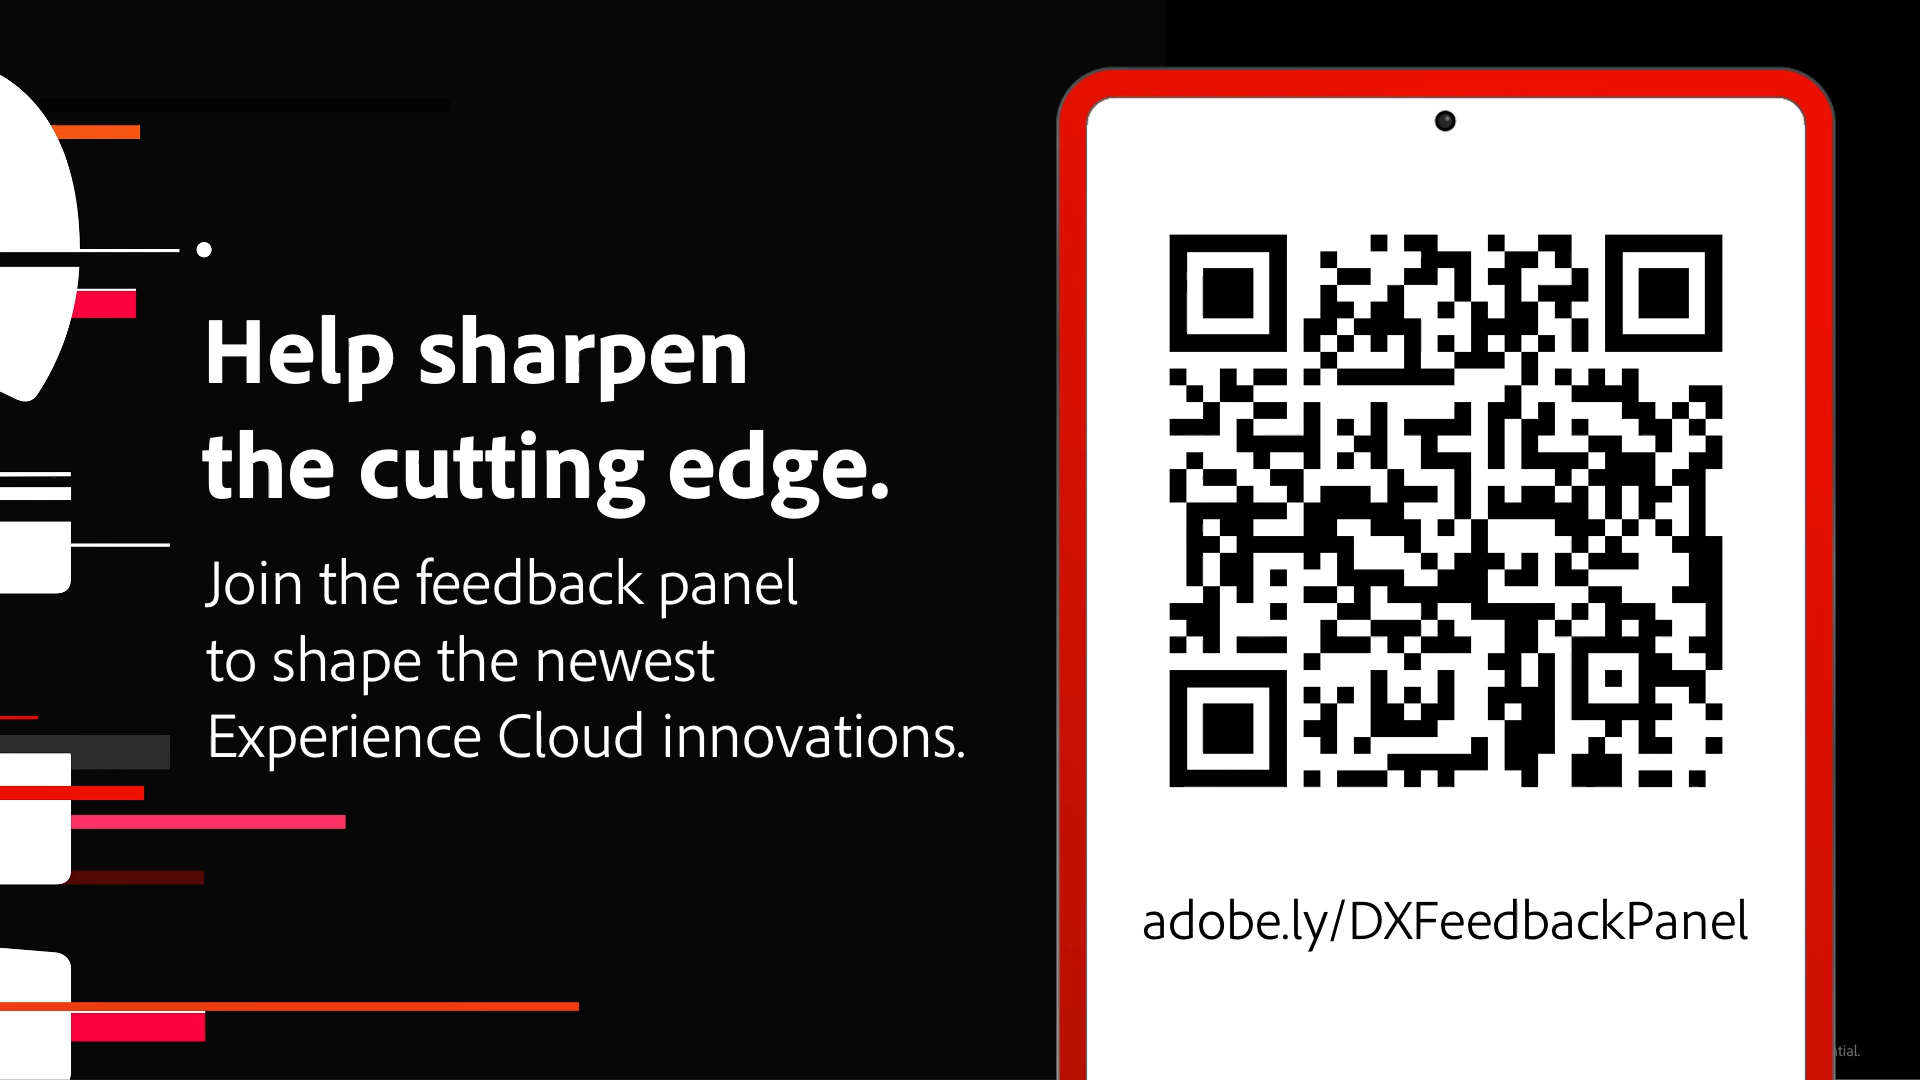 Help sharpen
the cutting edge.
Join the feedback panel
to shape the newest
Experience Cloud innovations.
adobe.ly/DXFeedbackPanel